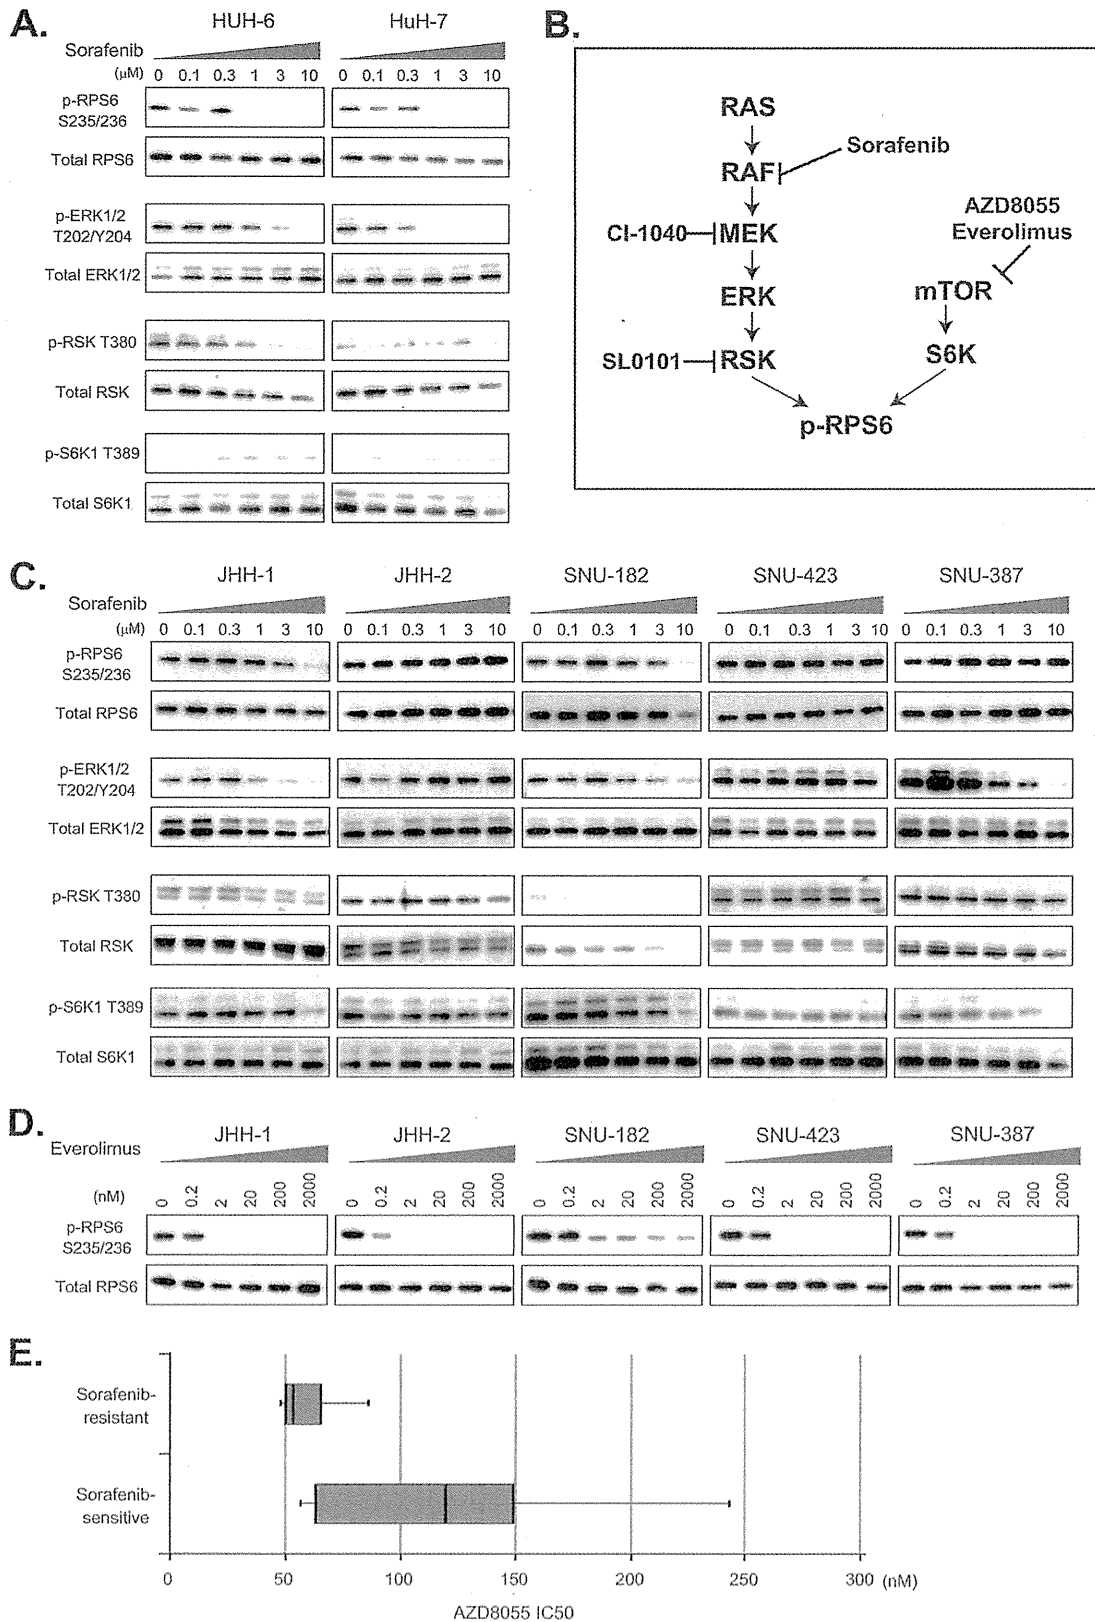 A.
HUH-6 HuH-7
Sorafenib
(μM) 0 0.1 0.3 1 3 10 0 0.1 0.3 1 3 10
p-RPS6
S235/236
Total RPS6
p-ERK1/2
T202/Y204
Total ERK1/2
p-RSK T380
Total RSK
p-S6K1 T389
Total S6K1
B.
RAS
RAF
Sorafenib
CI-1040
MEK
AZD8055
Everolimus
ERK
mTOR
SL0101
RSK
S6K
p-RPS6
C.
JHH-1 JHH-2 SNU-182 SNU-423 SNU-387
Sorafenib
(μM) 0 0.1 0.3 1 3 10 0 0.1 0.3 1 3 10 0 0.1 0.3 1 3 10 0 0.1 0.3 1 3 10 0 0.1 0.3 1 3 10
p-RPS6
S235/236
Total RPS6
p-ERK1/2
T202/Y204
Total ERK1/2
p-RSK T380
Total RSK
p-S6K1 T389
Total S6K1
D.
JHH-1 JHH-2 SNU-182 SNU-423 SNU-387
Everolimus
(nM) 0 0.2 2 20 200 2000 0 0.2 2 20 200 2000 0 0.2 2 20 200 2000 0 0.2 2 20 200 2000 0 0.2 2 20 200 2000
p-RPS6
S235/236
Total RPS6
E.
Sorafenib-
resistant
Sorafenib-
sensitive
0 50 100 150 200 250 300 (nM)
AZD8055 IC50